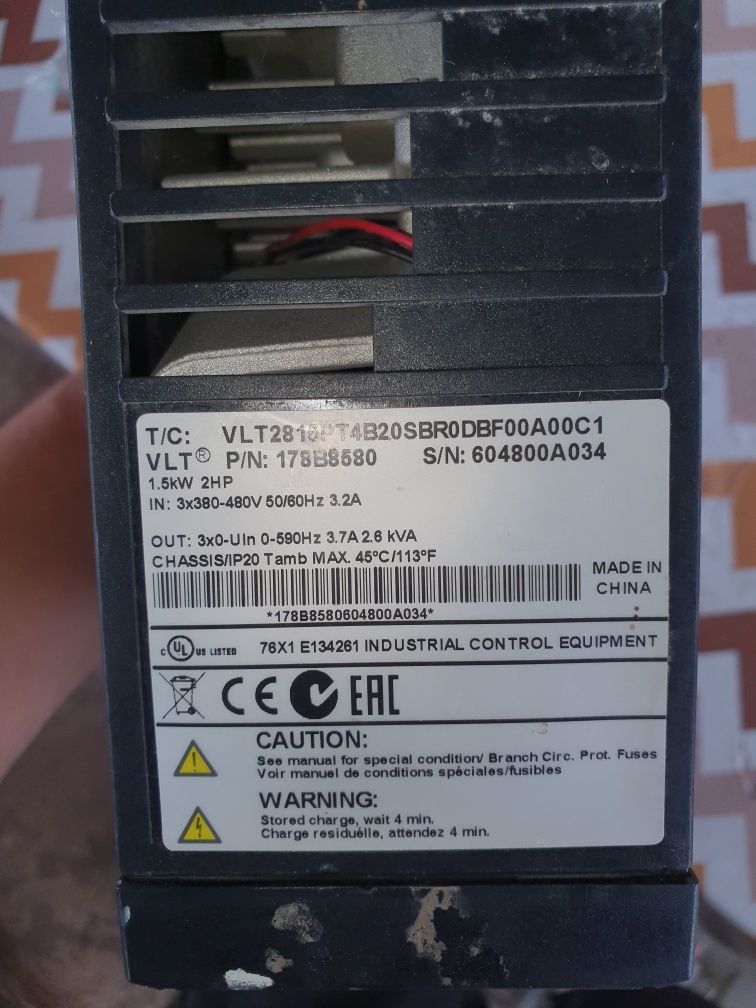 T/C: VLT2815PT4B20SBR0DBF00A00C1
VLT® P/N: 178B8580 S/N: 604800A034
1.5kW 2HP
IN: 3x380-480V 50/60Hz 3.2A
OUT: 3x0-UIn 0-590Hz 3.7A 2.6 kVA
CHASSIS/IP20 Tamb MAX. 45°C/113°F
MADE IN
CHINA
*178B8580604800A034*
c UL US LISTED 76X1 E134261 INDUSTRIAL CONTROL EQUIPMENT
CE EAC
CAUTION:
See manual for special condition/ Branch Circ. Prot. Fuses
Voir manuel de conditions spéciales/fusibles
WARNING:
Stored charge, wait 4 min.
Charge residuélle, attendez 4 min.